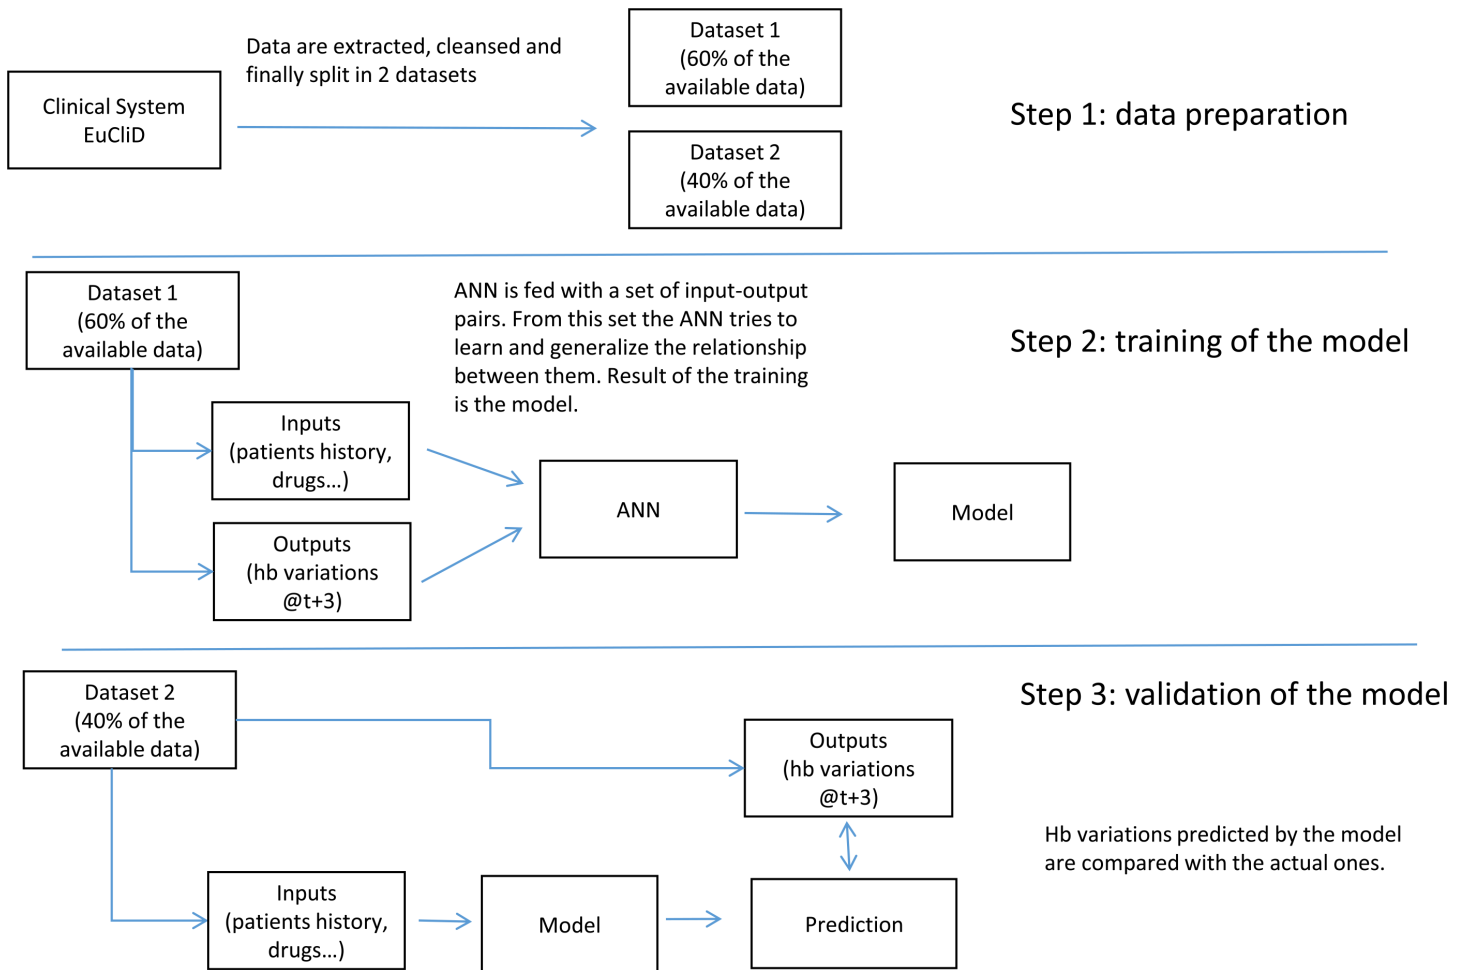 Clinical System
EuCliD
Data are extracted, cleansed and
finally split in 2 datasets
Dataset 1
(60% of the
available data)
Dataset 2
(40% of the
available data)
Step 1: data preparation
Dataset 1
(60% of the
available data)
ANN is fed with a set of input-output
pairs. From this set the ANN tries to
learn and generalize the relationship
between them. Result of the training
is the model.
Step 2: training of the model
Inputs
(patients history,
drugs...)
Outputs
(hb variations
@t+3)
ANN
Model
Step 3: validation of the model
Dataset 2
(40% of the
available data)
Outputs
(hb variations
@t+3)
Hb variations predicted by the model
are compared with the actual ones.
Inputs
(patients history,
drugs...)
Model
Prediction